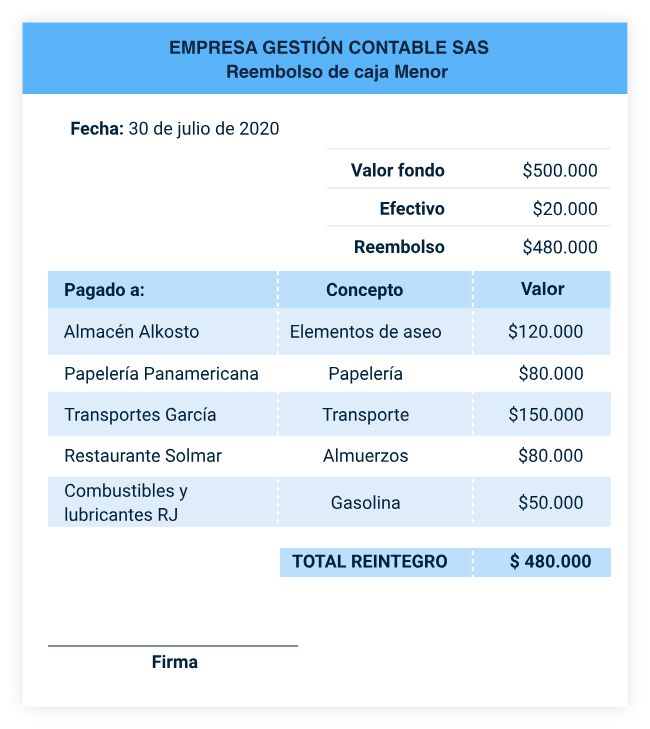 EMPRESA GESTIÓN CONTABLE SAS
Reembolso de caja Menor
Fecha: 30 de julio de 2020
Valor fondo $500.000
Efectivo $20.000
Reembolso $480.000
Pagado a: Concepto Valor
Almacén Alkosto Elementos de aseo $120.000
Papelería Panamericana Papelería $80.000
Transportes García Transporte $150.000
Restaurante Solmar Almuerzos $80.000
Combustibles y
lubricantes RJ Gasolina $50.000
TOTAL REINTEGRO $ 480.000
Firma